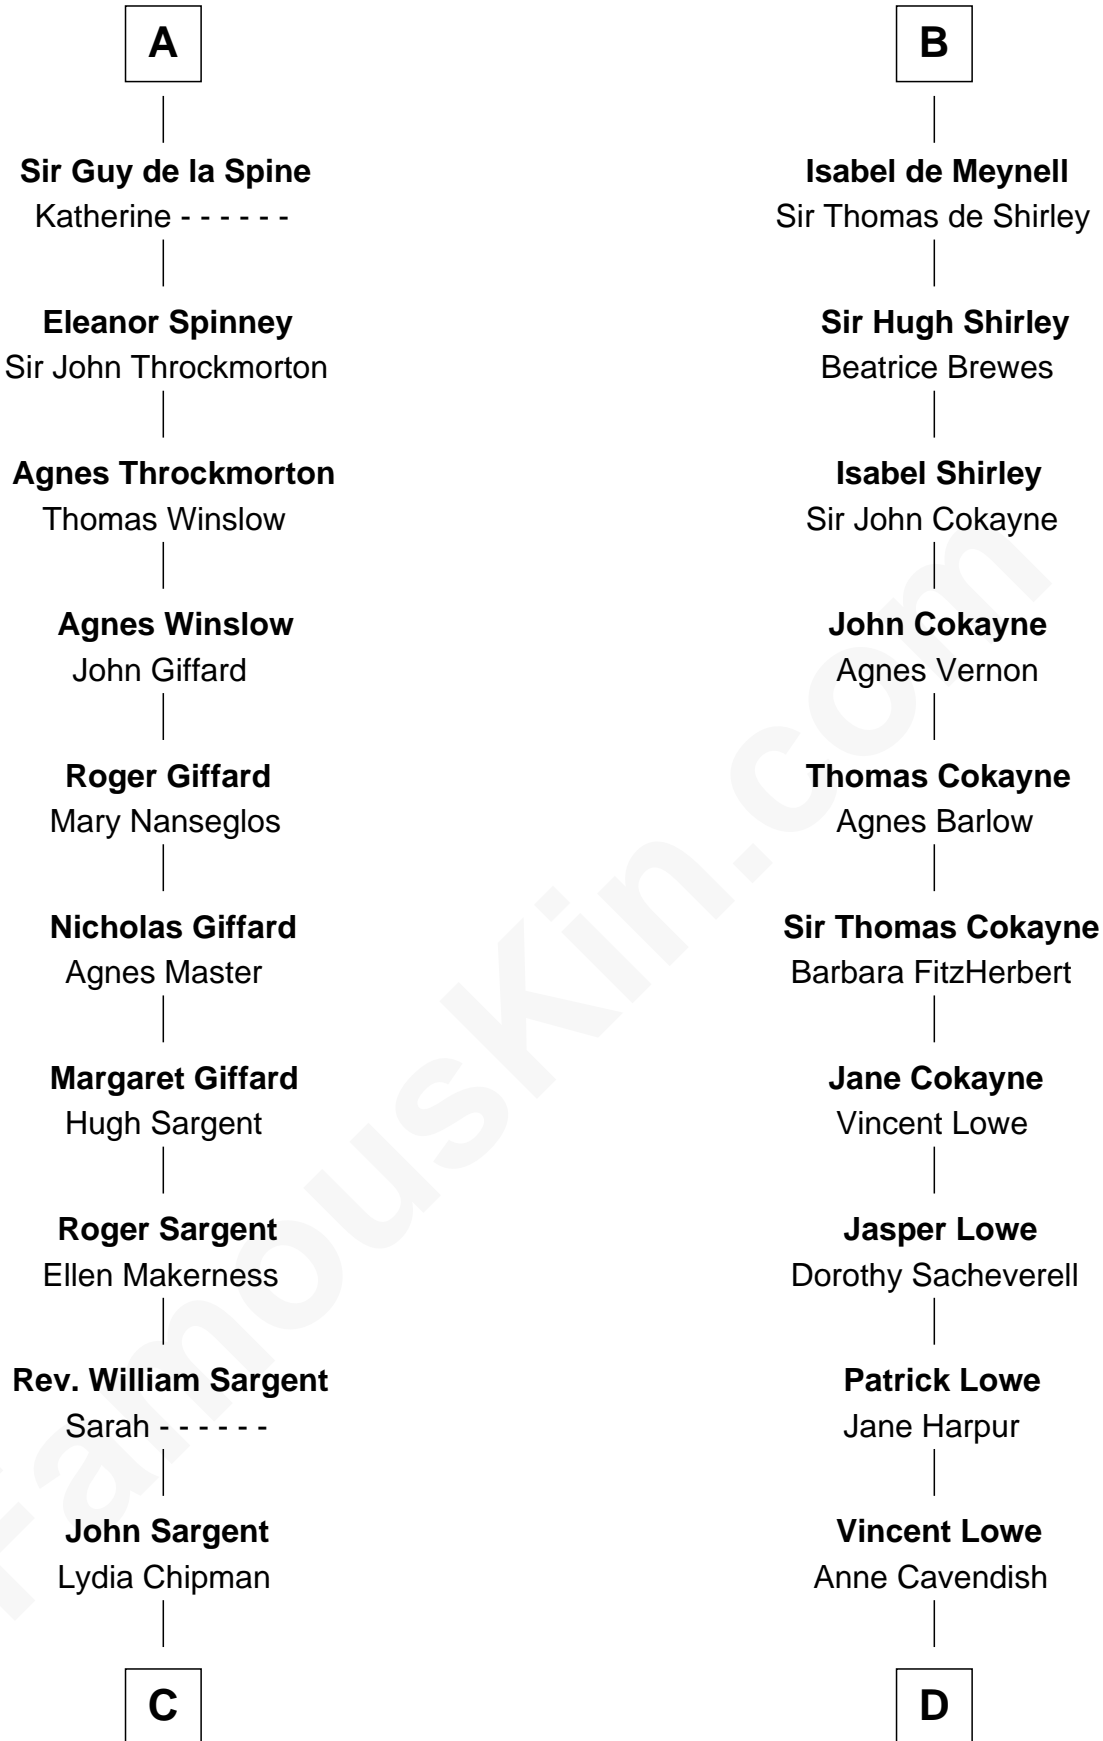 A
Sir Guy de la Spine
Katherine - - - - - -
Eleanor Spinney
Sir John Throckmorton
Agnes Throckmorton
Thomas Winslow
Agnes Winslow
John Giffard
Roger Giffard
Mary Nanseglos
Nicholas Giffard
Agnes Master
Margaret Giffard
Hugh Sargent
Roger Sargent
Ellen Makerness
Rev. William Sargent
Sarah - - - - - -
John Sargent
Lydia Chipman
C
B
Isabel de Meynell
Sir Thomas de Shirley
Sir Hugh Shirley
Beatrice Brewes
Isabel Shirley
Sir John Cokayne
John Cokayne
Agnes Vernon
Thomas Cokayne
Agnes Barlow
Sir Thomas Cokayne
Barbara FitzHerbert
Jane Cokayne
Vincent Lowe
Jasper Lowe
Dorothy Sacheverell
Patrick Lowe
Jane Harpur
Vincent Lowe
Anne Cavendish
D
FamousKin.com